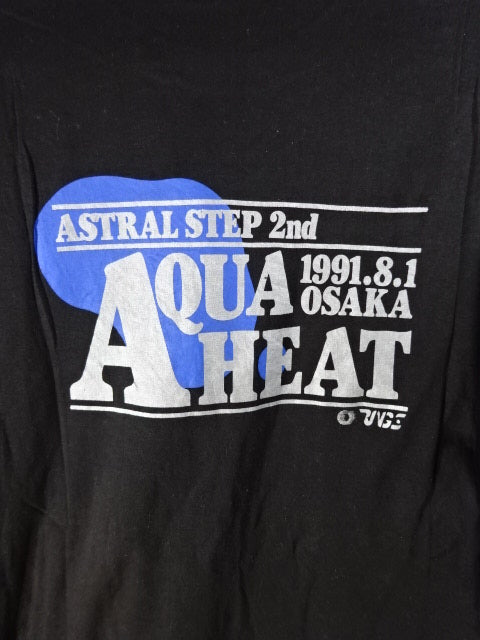 ASTRAL STEP 2nd
AQUA HEAT
1991.8.1
OSAKA